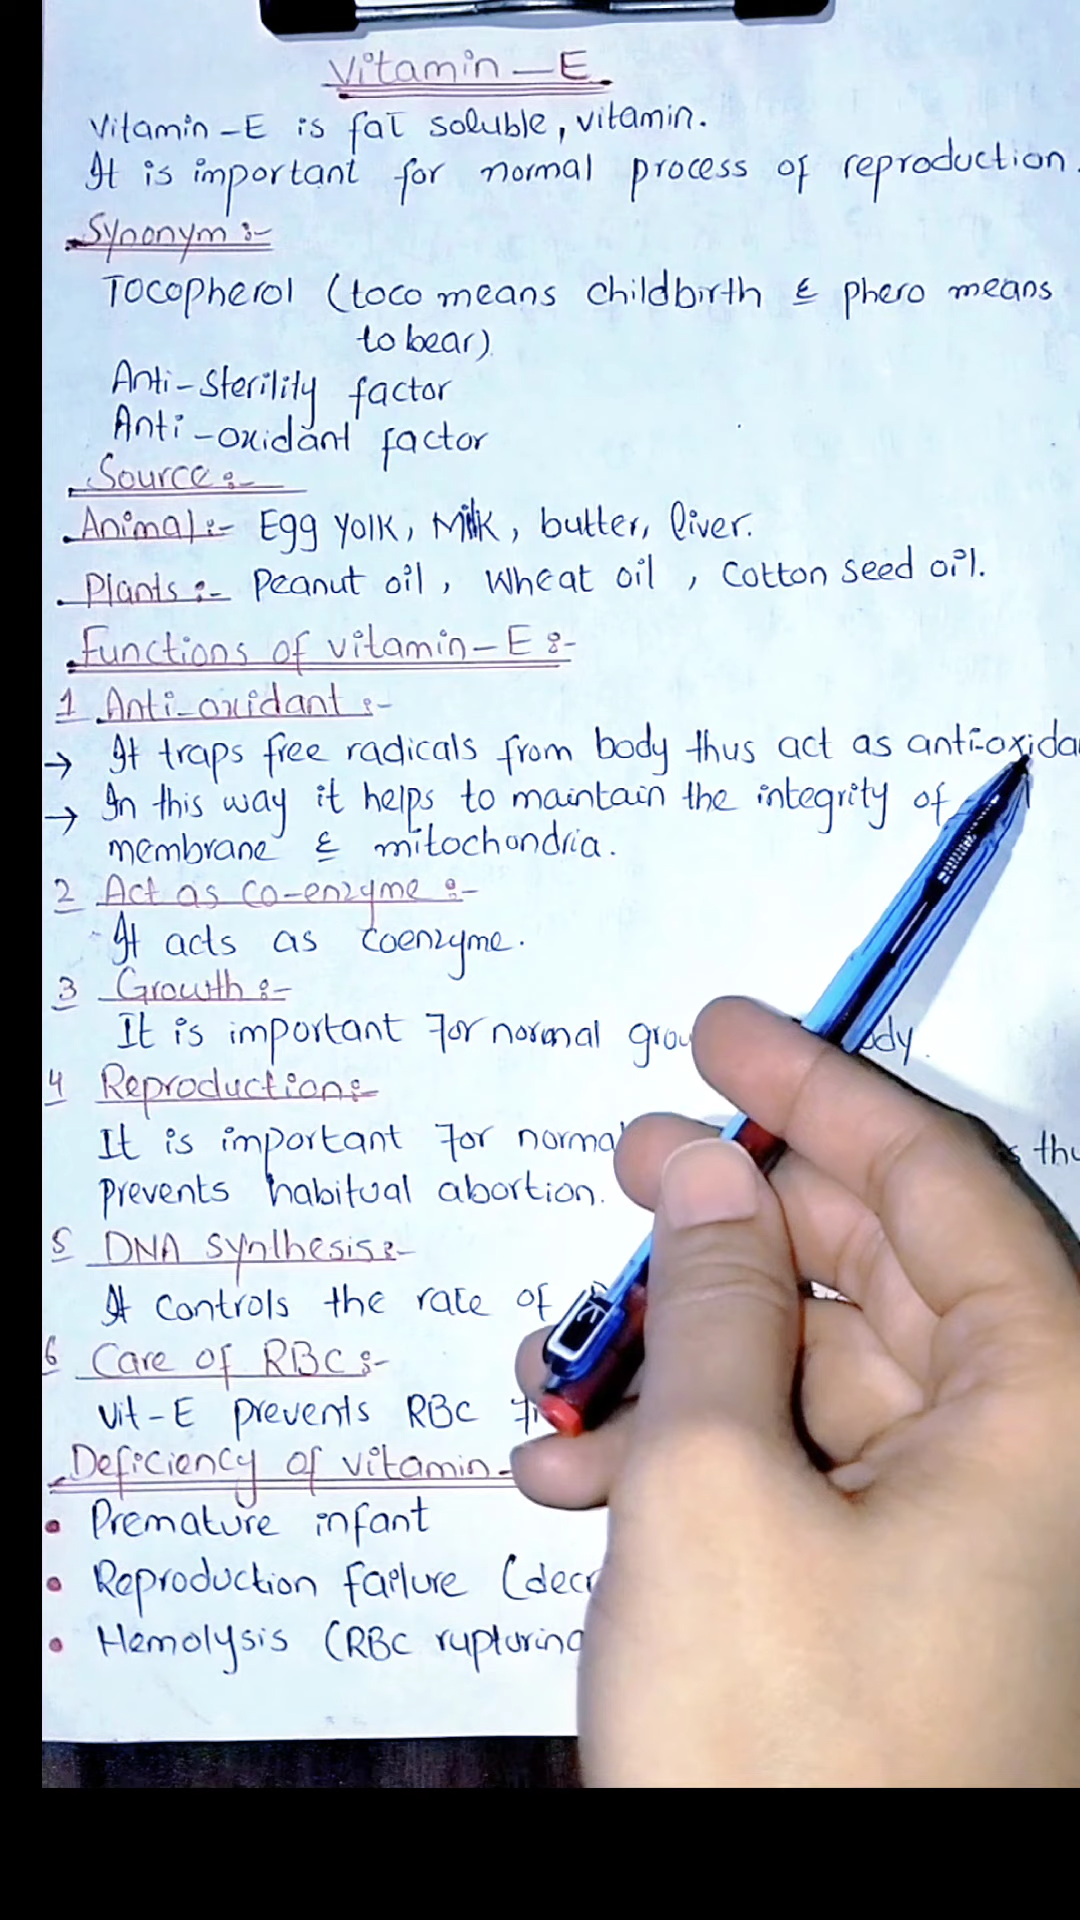 Vitamin - E
Vitamin - E is fat soluble, vitamin.
It is important for normal process of reproduction.
Synonym :-
Tocopherol (toco means childbirth & phero means
to bear)
Anti-Sterility factor
Anti-oxidant factor
Source :-
Animal :- Egg yolk, Milk, butter, liver.
Plants :- Peanut oil, Wheat oil, Cotton seed oil.
Functions of vitamin-E :-
1 Anti-oxidant :-
→ It traps free radicals from body thus act as anti-oxida
→ In this way it helps to maintain the integrity of
membrane & mitochondria.
2 Act as co-enzyme :-
It acts as coenzyme.
3 Growth :-
It is important for normal
4 Reproduction :-
It is important for normal
prevents habitual abortion.
5 DNA synthesis :-
It controls the rate of
6 Care of RBC :-
Vit-E prevents RBC
Deficiency of vitamin-
• Premature infant
• Reproduction failure (decr
• Hemolysis (RBC rupturing